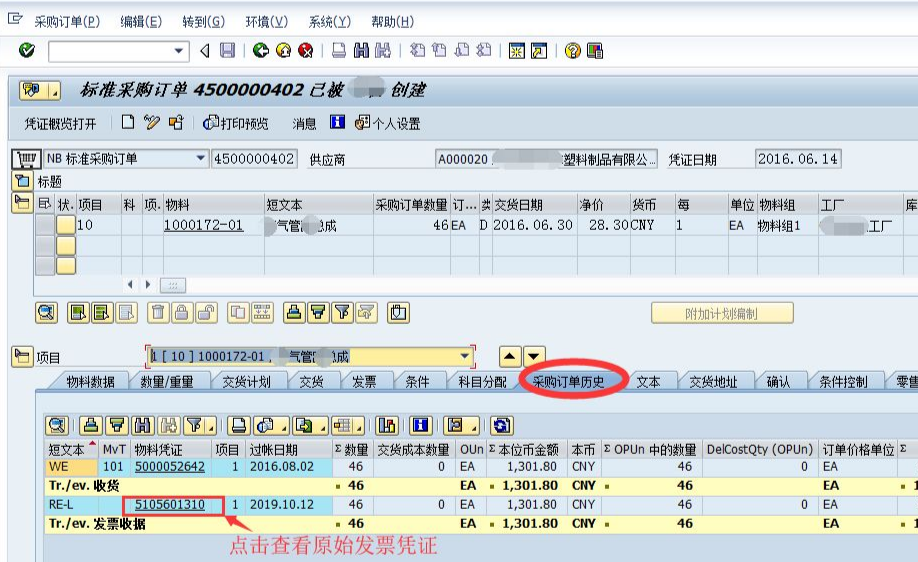 采购订单(P) 编辑(E) 转到(G) 环境(V) 系统(Y) 帮助(H)
标准采购订单 4500000402 已被 创建
凭证概览打开 打印预览 消息 个人设置
NB 标准采购订单 4500000402 供应商 A000020 塑料制品有限公... 凭证日期 2016.06.14
标题
状. 项目 科 项. 物料 短文本 采购订单数量 订... 类 交货日期 净价 货币 每 单位 物料组 工厂 库
10 1000172-01 气管 总成 46 EA D 2016.06.30 28.30 CNY 1 EA 物料组1 工厂
附加计划编制
项目 1 [ 10 ] 1000172-01 , 气管 成
物料数据 数量/重量 交货计划 交货 发票 条件 科目分配 采购订单历史 文本 交货地址 确认 条件控制 零售
短文本 MvT 物料凭证 项目 过帐日期 Σ 数量 交货成本数量 OUn Σ 本位币金额 本币 Σ OPUn 中的数量 DelCostQty (OPUn) 订单价格单位 Σ
WE 101 5000052642 1 2016.08.02 46 0 EA 1,301.80 CNY 46 0 EA
Tr./ev. 收货 46 EA 1,301.80 CNY 46
RE-L 5105601310 1 2019.10.12 46 0 EA 1,301.80 CNY 46 0 EA
Tr./ev. 发票收据 46 EA 1,301.80 CNY 46
点击查看原始发票凭证